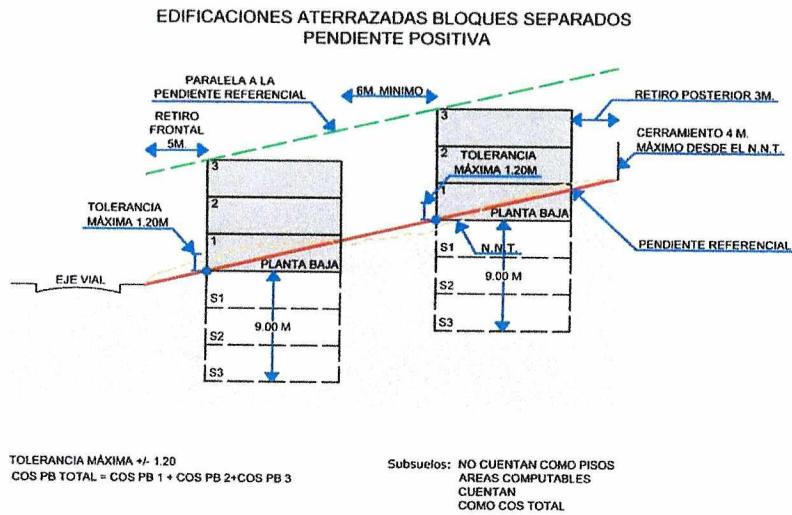 EDIFICACIONES ATERRAZADAS BLOQUES SEPARADOS
PENDIENTE POSITIVA
PARALELA A LA
PENDIENTE REFERENCIAL
6M. MINIMO
RETIRO POSTERIOR 3M.
RETIRO
FRONTAL
5M.
CERRAMIENTO 4 M.
MÁXIMO DESDE EL N.N.T.
3
2
1
TOLERANCIA
MÁXIMA 1.20M
PLANTA BAJA
3
2
1
TOLERANCIA
MÁXIMA 1.20M
PLANTA BAJA
N.N.T.
PENDIENTE REFERENCIAL
EJE VIAL
S1
S2
S3
9.00 M
S1
S2
S3
9.00 M
TOLERANCIA MÁXIMA +/- 1.20
COS PB TOTAL = COS PB 1 + COS PB 2+COS PB 3
Subsuelos: NO CUENTAN COMO PISOS
AREAS COMPUTABLES
CUENTAN
COMO COS TOTAL